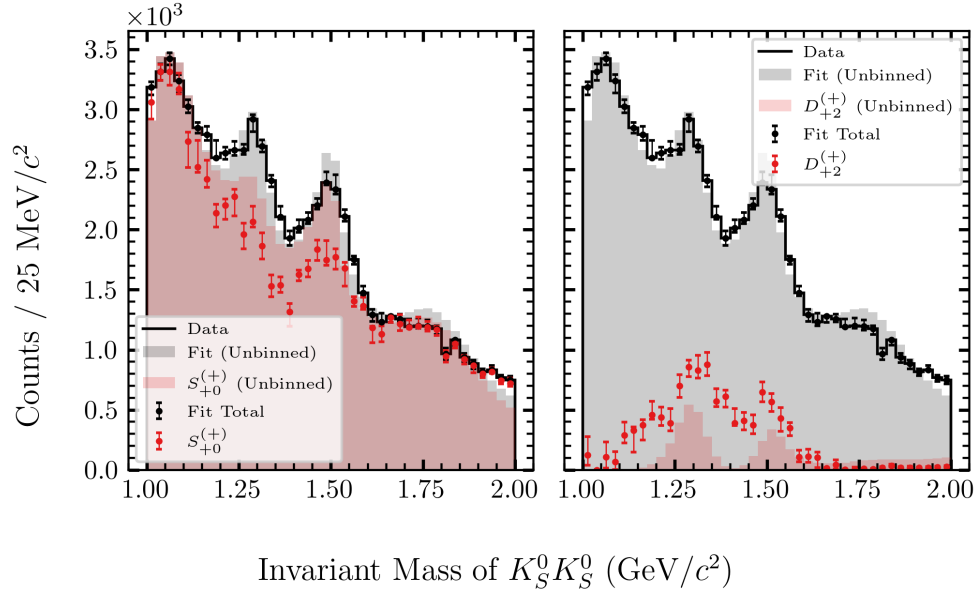 ×10³
3.5
3.0
2.5
2.0
1.5
1.0
0.5
0.0
Counts / 25 MeV/c²
Data
Fit (Unbinned)
S₊₀⁽⁺⁾ (Unbinned)
Fit Total
S₊₀⁽⁺⁾
1.00 1.25 1.50 1.75 2.00
Data
Fit (Unbinned)
D₊₂⁽⁺⁾ (Unbinned)
Fit Total
D₊₂⁽⁺⁾
1.00 1.25 1.50 1.75 2.00
Invariant Mass of K_S⁰K_S⁰ (GeV/c²)